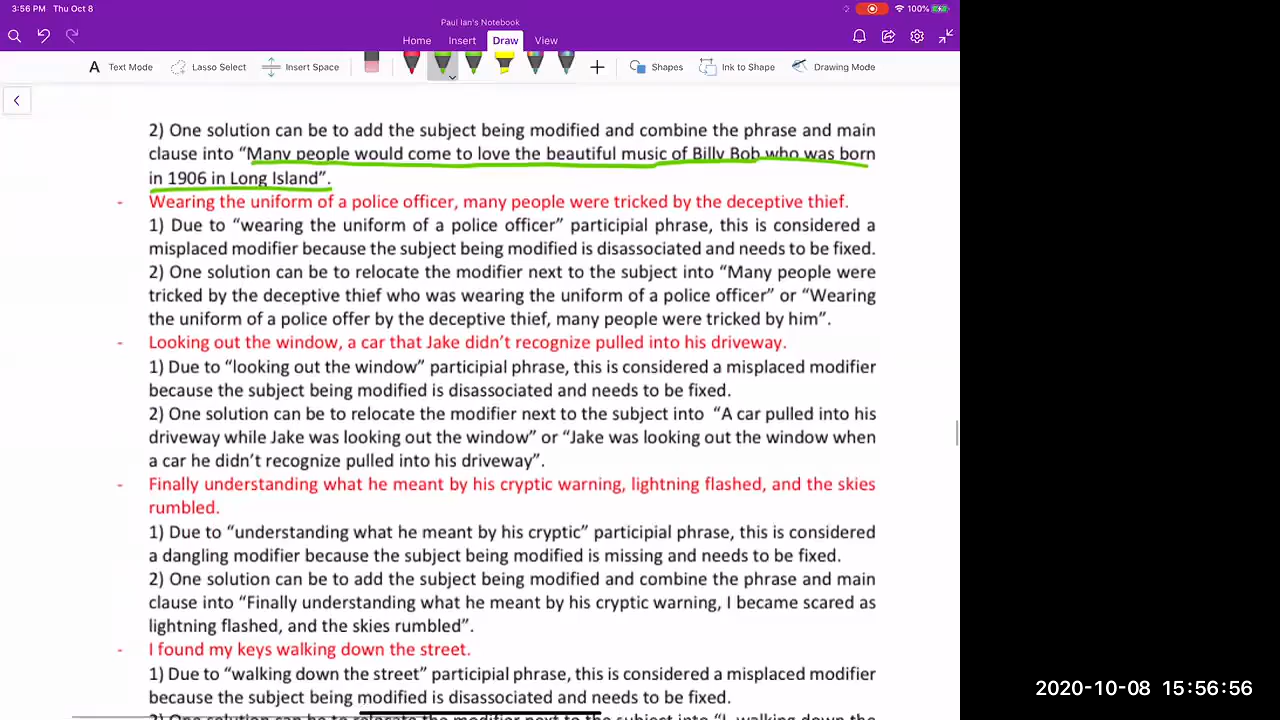 3:56 PM Thu Oct 8
100%
Paul Ian's Notebook
Home Insert Draw View
A Text Mode Lasso Select Insert Space Shapes Ink to Shape Drawing Mode
2) One solution can be to add the subject being modified and combine the phrase and main
clause into “Many people would come to love the beautiful music of Billy Bob who was born
in 1906 in Long Island”.
- Wearing the uniform of a police officer, many people were tricked by the deceptive thief.
1) Due to “wearing the uniform of a police officer” participial phrase, this is considered a
misplaced modifier because the subject being modified is disassociated and needs to be fixed.
2) One solution can be to relocate the modifier next to the subject into “Many people were
tricked by the deceptive thief who was wearing the uniform of a police officer” or “Wearing
the uniform of a police offer by the deceptive thief, many people were tricked by him”.
- Looking out the window, a car that Jake didn’t recognize pulled into his driveway.
1) Due to “looking out the window” participial phrase, this is considered a misplaced modifier
because the subject being modified is disassociated and needs to be fixed.
2) One solution can be to relocate the modifier next to the subject into “A car pulled into his
driveway while Jake was looking out the window” or “Jake was looking out the window when
a car he didn’t recognize pulled into his driveway”.
- Finally understanding what he meant by his cryptic warning, lightning flashed, and the skies
rumbled.
1) Due to “understanding what he meant by his cryptic” participial phrase, this is considered
a dangling modifier because the subject being modified is missing and needs to be fixed.
2) One solution can be to add the subject being modified and combine the phrase and main
clause into “Finally understanding what he meant by his cryptic warning, I became scared as
lightning flashed, and the skies rumbled”.
- I found my keys walking down the street.
1) Due to “walking down the street” participial phrase, this is considered a misplaced modifier
because the subject being modified is disassociated and needs to be fixed.
2) One solution can be to relocate the modifier next to the subject into “I, walking down the
2020-10-08 15:56:56